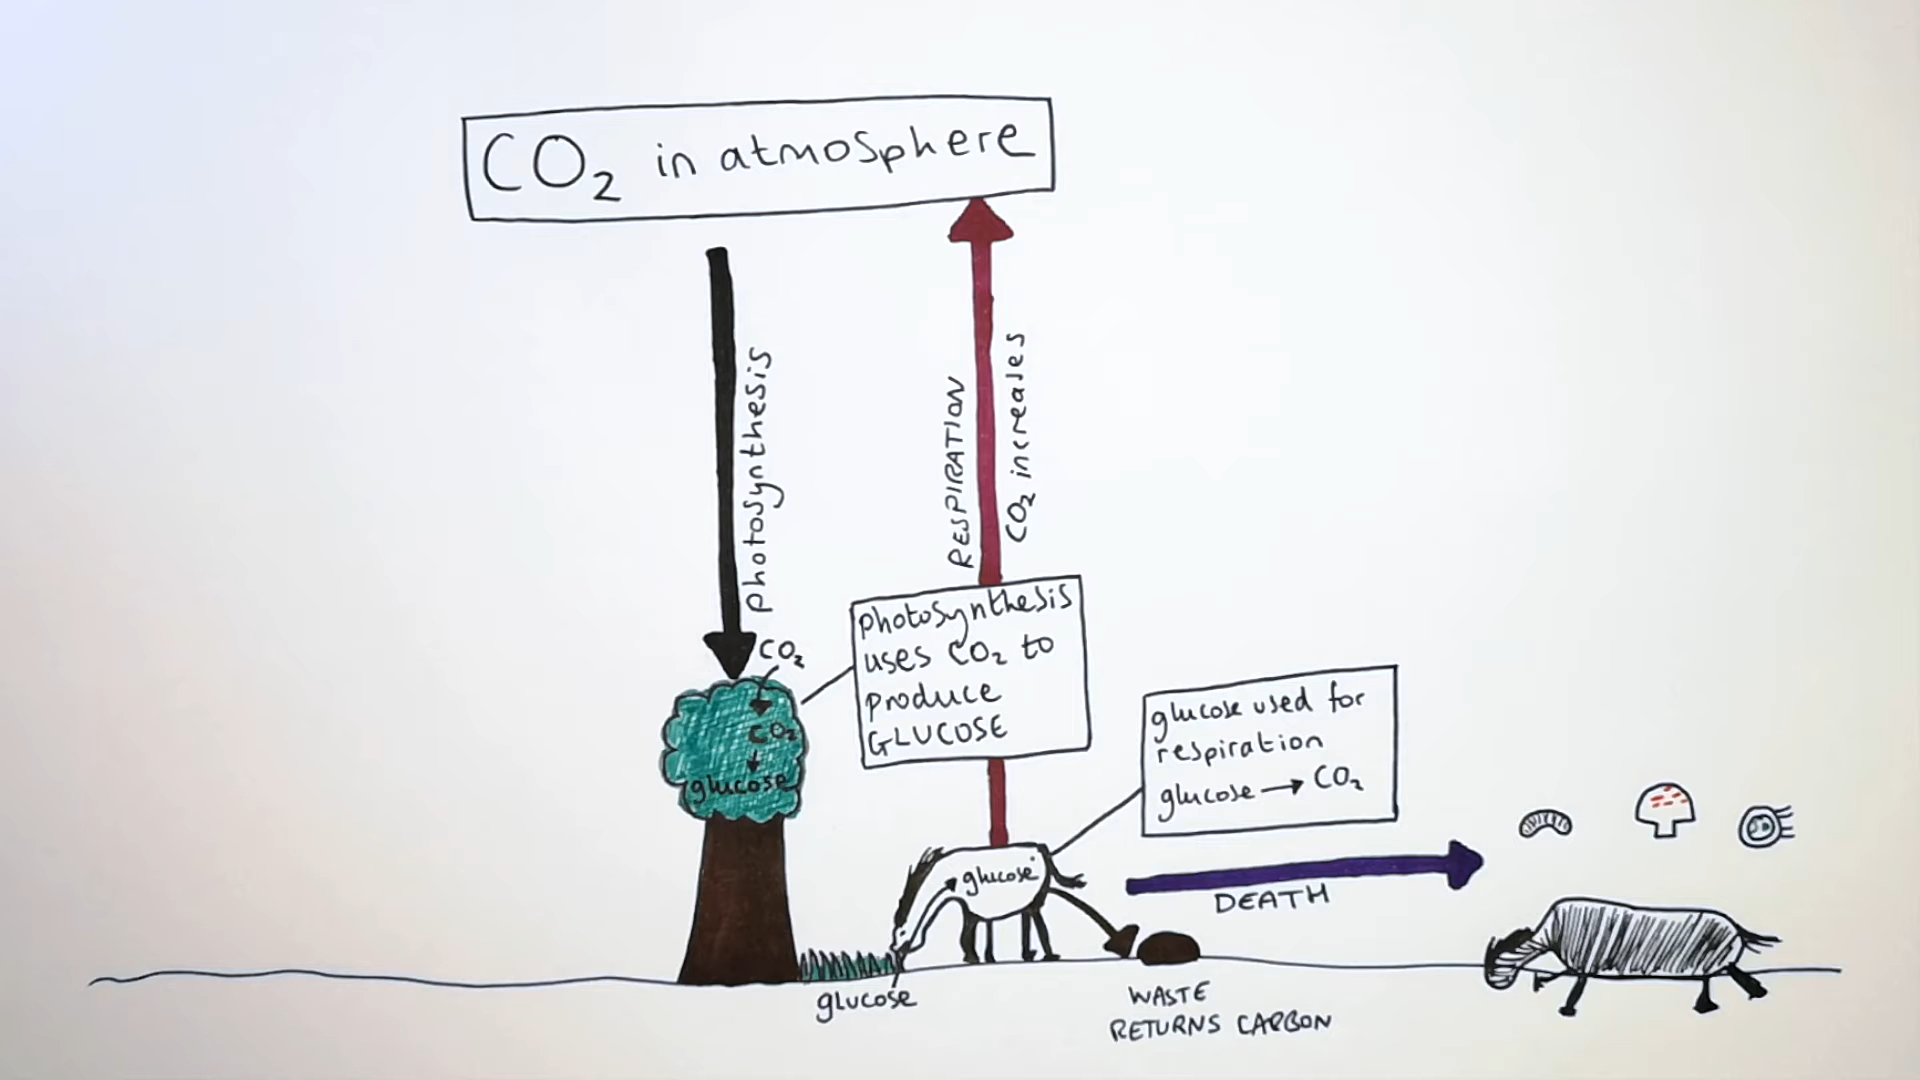 CO₂ in atmosphere
photosynthesis
RESPIRATION
CO₂ increases
CO₂
CO₂
glucose
photosynthesis
uses CO₂ to
produce
GLUCOSE
glucose used for
respiration
glucose → CO₂
glucose
DEATH
glucose
WASTE
RETURNS CARBON